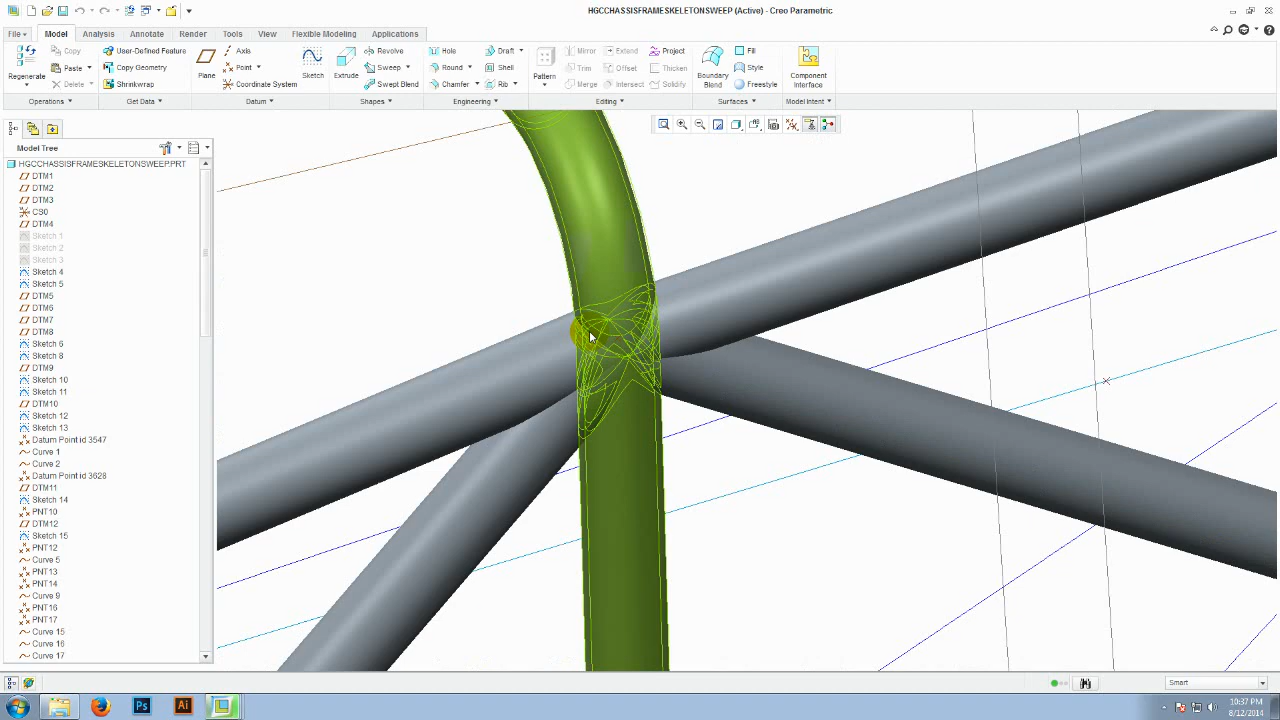 HGCCHASSISFRAMESKELETONSWEEP (Active) - Creo Parametric
File Model Analysis Annotate Render Tools View Flexible Modeling Applications
Regenerate Copy Paste Delete User-Defined Feature Copy Geometry Shrinkwrap Plane Axis Point Coordinate System Sketch Extrude Revolve Sweep Swept Blend Hole Round Chamfer Draft Shell Rib Pattern Mirror Extend Project Trim Offset Thicken Merge Intersect Solidify Boundary Blend Fill Style Freestyle Component Interface
Operations Get Data Datum Shapes Engineering Editing Surfaces Model Intent
Model Tree
HGCCHASSISFRAMESKELETONSWEEP.PRT
DTM1
DTM2
DTM3
CS0
DTM4
Sketch 1
Sketch 2
Sketch 3
Sketch 4
Sketch 5
DTM5
DTM6
DTM7
DTM8
Sketch 6
Sketch 8
DTM9
Sketch 10
Sketch 11
DTM10
Sketch 12
Sketch 13
Datum Point id 3547
Curve 1
Curve 2
Datum Point id 3628
DTM11
Sketch 14
PNT10
DTM12
Sketch 15
PNT12
Curve 5
PNT13
PNT14
Curve 9
PNT16
PNT17
Curve 15
Curve 16
Curve 17
Smart
Ps Ai
10:37 PM
8/12/2014